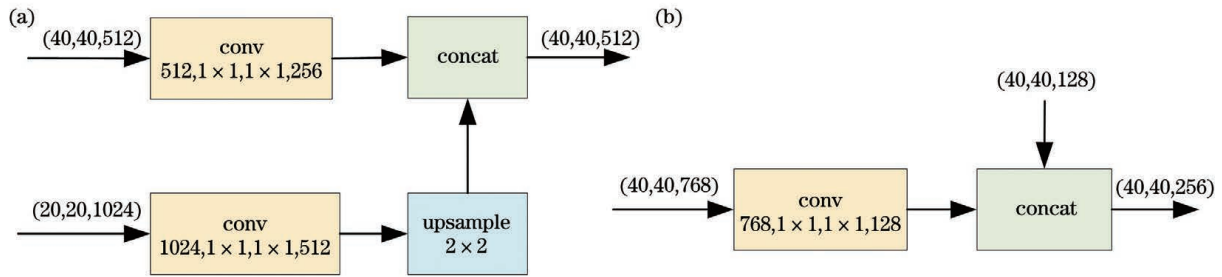 (a)
(40,40,512)
conv
512,1 × 1,1 × 1,256
concat
(40,40,512)
(20,20,1024)
conv
1024,1 × 1,1 × 1,512
upsample
2 × 2
(b)
(40,40,128)
(40,40,768)
conv
768,1 × 1,1 × 1,128
concat
(40,40,256)